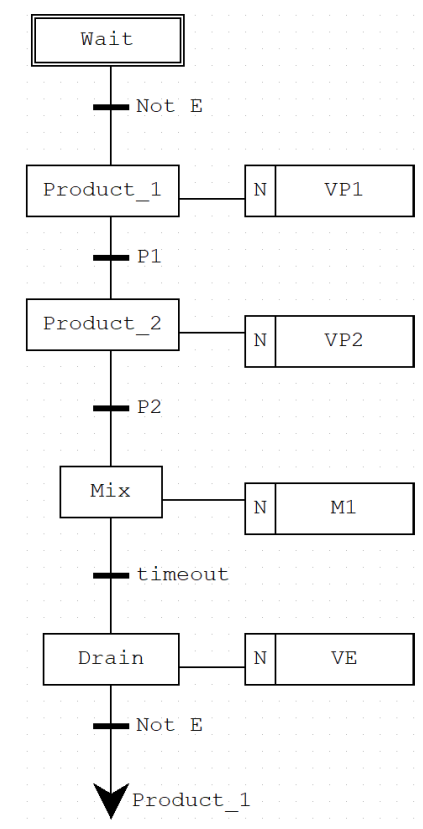 Wait
Not E
Product_1
N VP1
P1
Product_2
N VP2
P2
Mix
N M1
timeout
Drain
N VE
Not E
Product_1